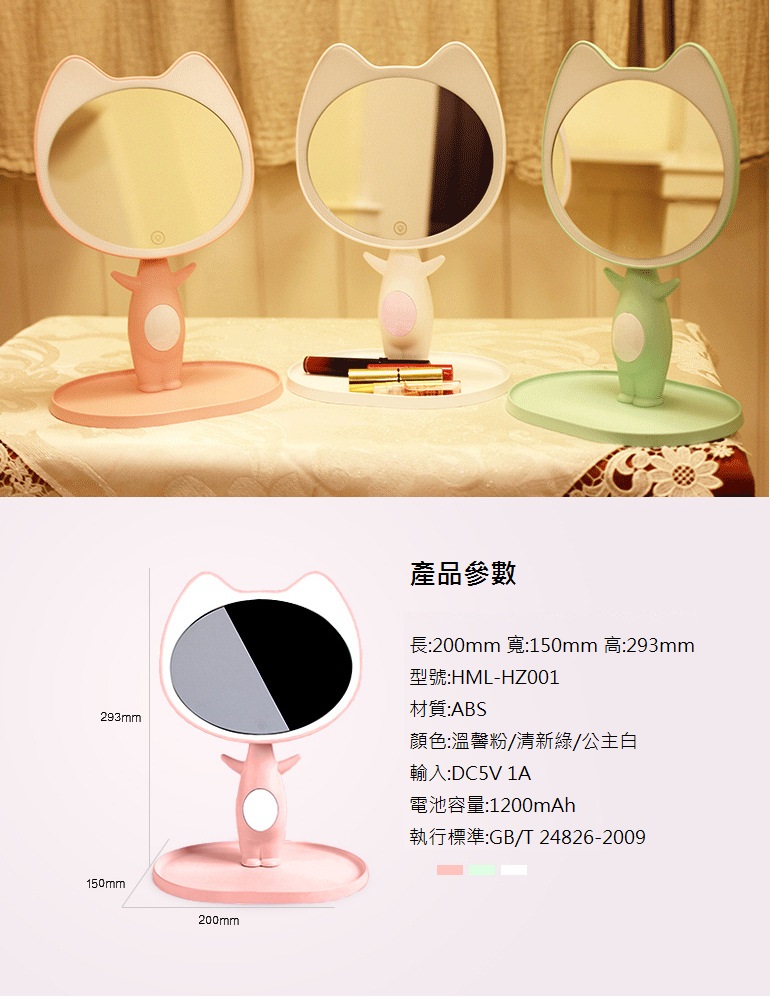 產品參數
長:200mm 寬:150mm 高:293mm
型號:HML-HZ001
材質:ABS
顏色:溫馨粉/清新綠/公主白
輸入:DC5V 1A
電池容量:1200mAh
執行標準:GB/T 24826-2009
293mm
150mm
200mm